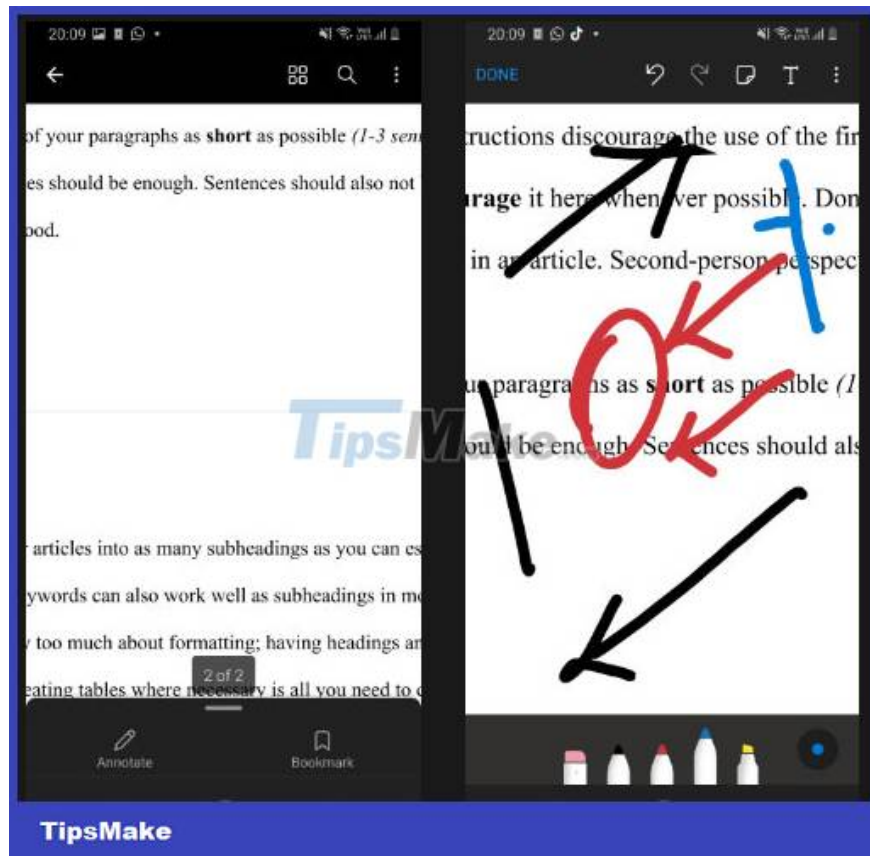 20:09
of your paragraphs as short as possible (1-3 sen
es should be enough. Sentences should also not
ood.
articles into as many subheadings as you can es
ywords can also work well as subheadings in mo
too much about formatting; having headings an
2 of 2
eating tables where necessary is all you need to
Annotate
Bookmark
20:09
DONE
T
tructions discourage the use of the fir
urage it here whenever possible. Don
in an article. Second-person perspec
ur paragraphs as short as possible (1
ould be enough. Sentences should als
TipsMake
TipsMake